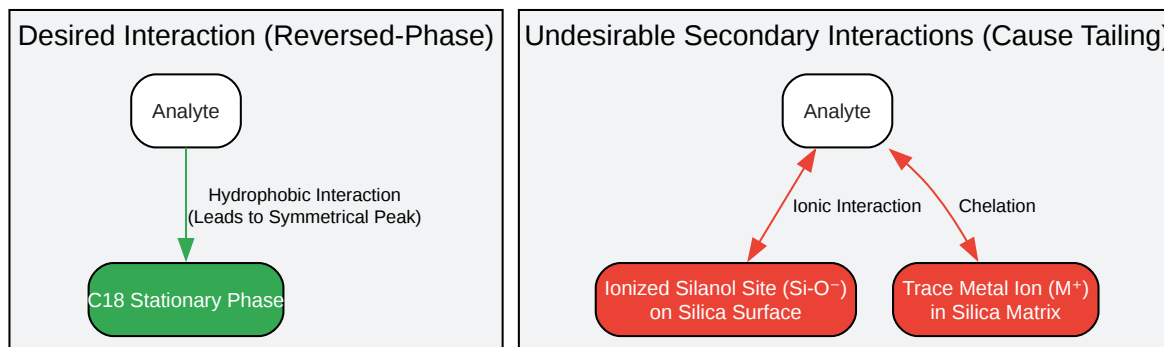 Desired Interaction (Reversed-Phase)
Analyte
Hydrophobic Interaction
(Leads to Symmetrical Peak)
C18 Stationary Phase
Undesirable Secondary Interactions (Cause Tailing)
Analyte
Ionic Interaction
Chelation
Ionized Silanol Site (Si-O⁻)
on Silica Surface
Trace Metal Ion (M⁺)
in Silica Matrix